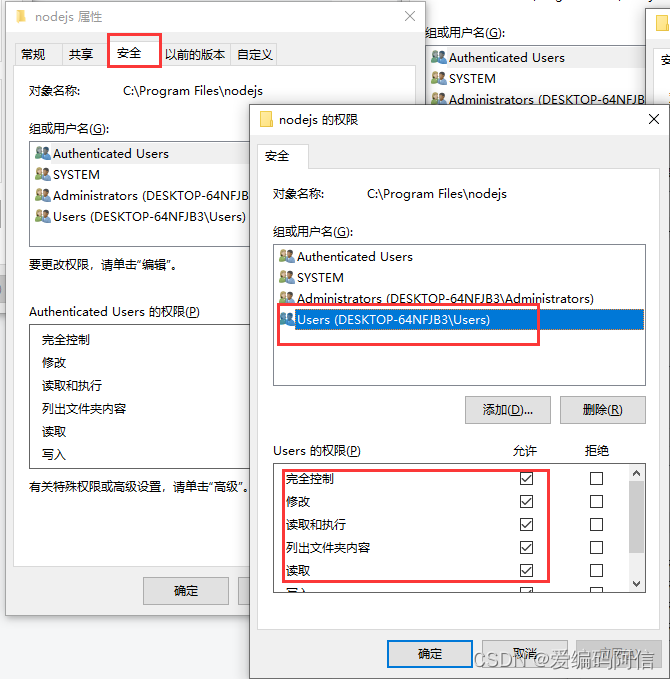 nodejs 属性
常规 共享 安全 以前的版本 自定义
对象名称: C:\Program Files\nodejs
组或用户名(G):
Authenticated Users
SYSTEM
Administrators (DESKTOP-64NFJB
Users (DESKTOP-64NFJB3\Users)
要更改权限，请单击“编辑”。
Authenticated Users 的权限(P)
完全控制
修改
读取和执行
列出文件夹内容
读取
写入
有关特殊权限或高级设置，请单击“高级”。
确定
组或用户名(G):
Authenticated Users
SYSTEM
Administrators (DESKTOP-64NFJB
nodejs 的权限
安全
对象名称: C:\Program Files\nodejs
组或用户名(G):
Authenticated Users
SYSTEM
Administrators (DESKTOP-64NFJB3\Administrators)
Users (DESKTOP-64NFJB3\Users)
添加(D)... 删除(R)
Users 的权限(P) 允许 拒绝
完全控制
修改
读取和执行
列出文件夹内容
读取
写入
确定 取消
CSDN @爱编码阿信